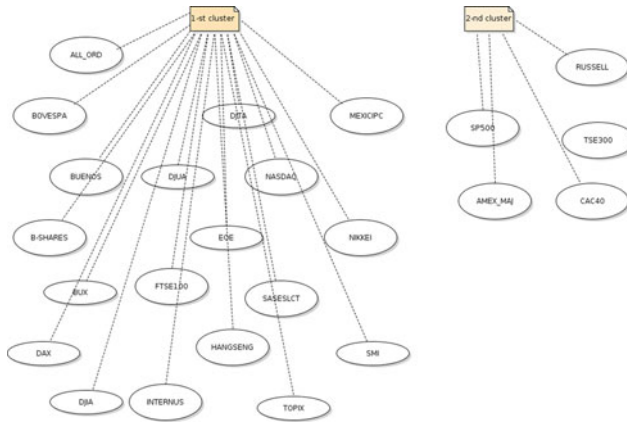 1-st cluster
2-nd cluster
ALL_ORD
RUSSELL
BOVESPA
DJTA
MEXICIPC
SP500
TSE300
BUENOS
DJUA
NASDAQ
AMEX_MAJ
CAC40
B-SHARES
EOE
NIKKEI
BUX
FTSE100
SASESLCT
DAX
HANGSENG
SMI
DJIA
INTERNUS
TOPIX